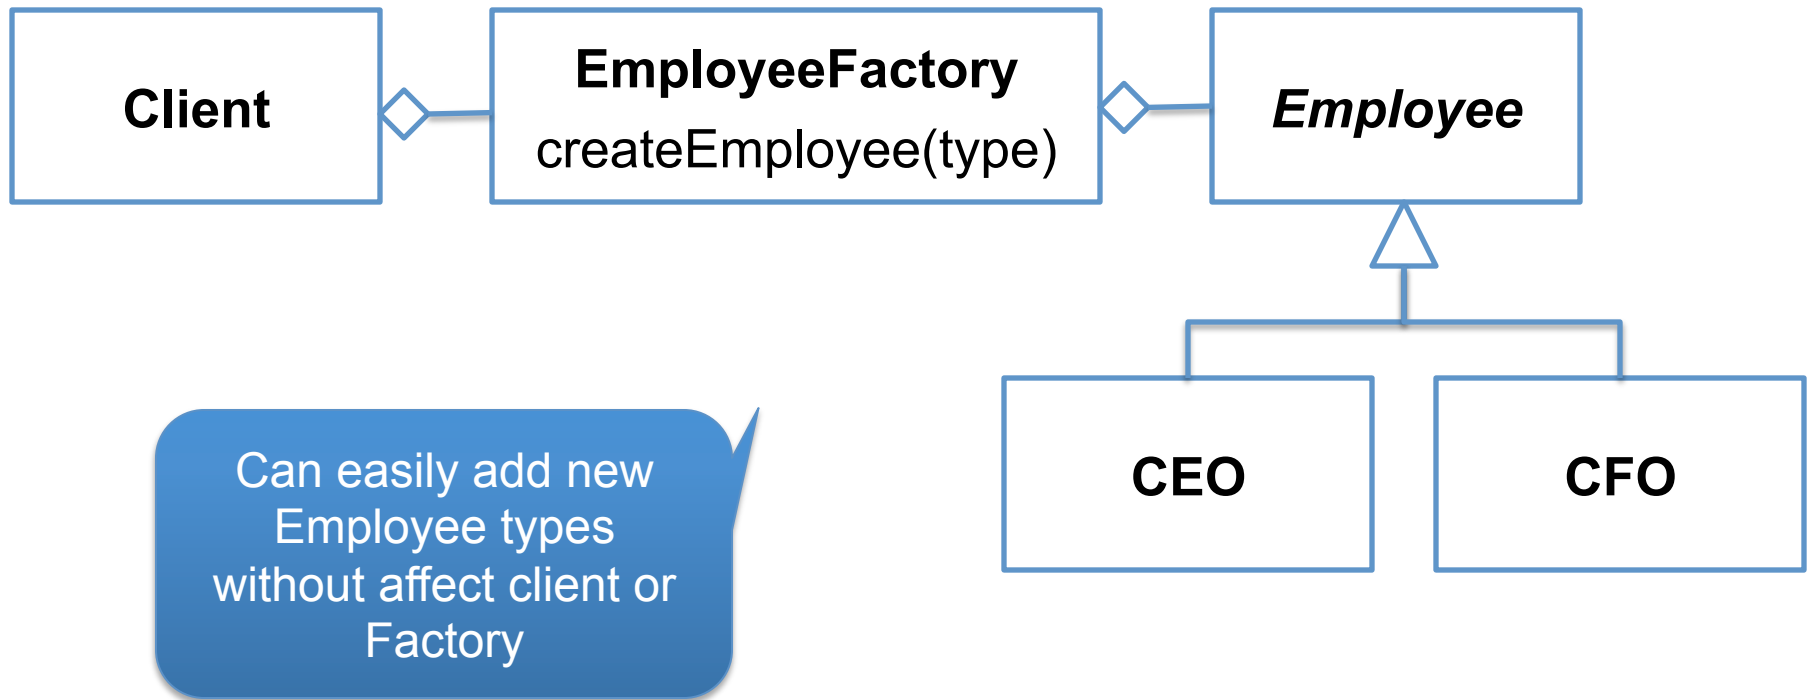 Client
EmployeeFactory
createEmployee(type)
Employee
CEO
CFO
Can easily add new
Employee types
without affect client or
Factory